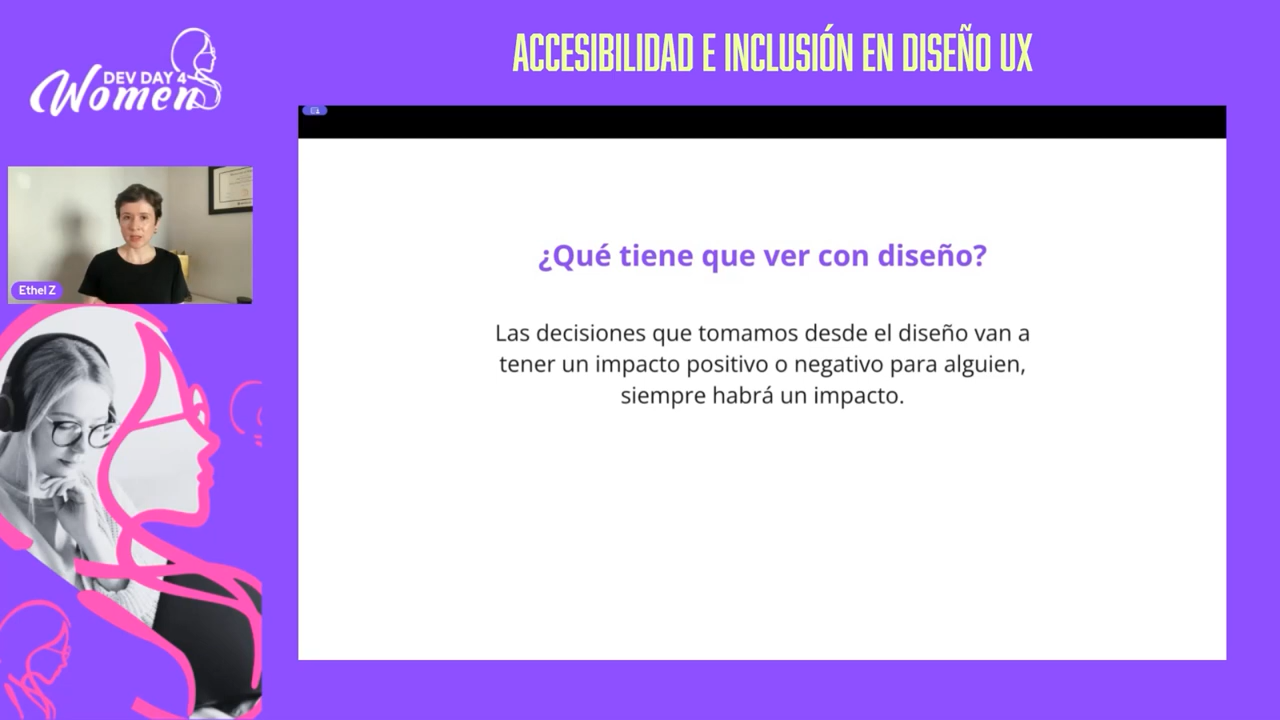 DEV DAY 4
Women
ACCESIBILIDAD E INCLUSIÓN EN DISEÑO UX
Ethel Z
¿Qué tiene que ver con diseño?
Las decisiones que tomamos desde el diseño van a
tener un impacto positivo o negativo para alguien,
siempre habrá un impacto.